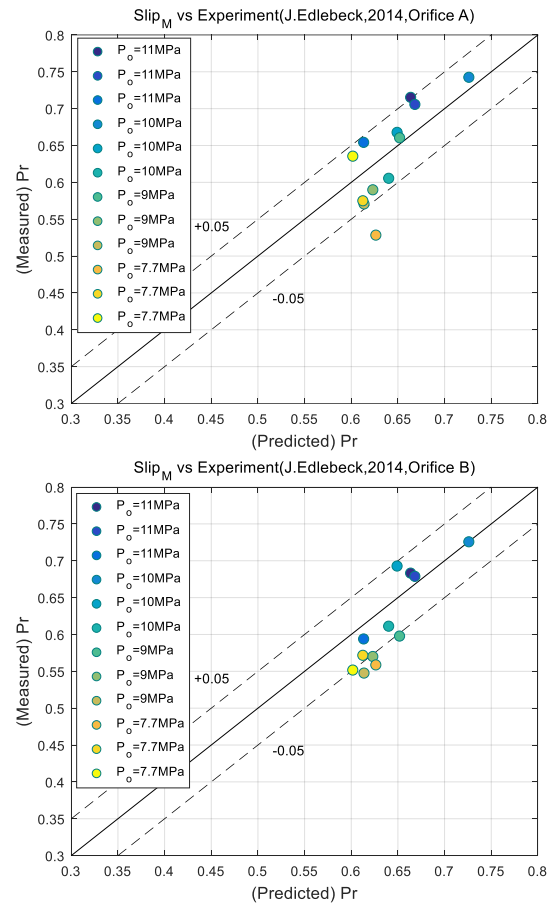 Slip_M vs Experiment(J.Edlebeck,2014,Orifice A)
0.8
0.75
0.7
0.65
0.6
0.55
0.5
0.45
0.4
0.35
0.3
(Measured) Pr
P_o=11MPa
P_o=11MPa
P_o=11MPa
P_o=10MPa
P_o=10MPa
P_o=10MPa
P_o=9MPa
P_o=9MPa
P_o=9MPa
P_o=7.7MPa
P_o=7.7MPa
P_o=7.7MPa
+0.05
-0.05
0.3 0.35 0.4 0.45 0.5 0.55 0.6 0.65 0.7 0.75 0.8
(Predicted) Pr
Slip_M vs Experiment(J.Edlebeck,2014,Orifice B)
0.8
0.75
0.7
0.65
0.6
0.55
0.5
0.45
0.4
0.35
0.3
(Measured) Pr
P_o=11MPa
P_o=11MPa
P_o=11MPa
P_o=10MPa
P_o=10MPa
P_o=10MPa
P_o=9MPa
P_o=9MPa
P_o=9MPa
P_o=7.7MPa
P_o=7.7MPa
P_o=7.7MPa
+0.05
-0.05
0.3 0.35 0.4 0.45 0.5 0.55 0.6 0.65 0.7 0.75 0.8
(Predicted) Pr